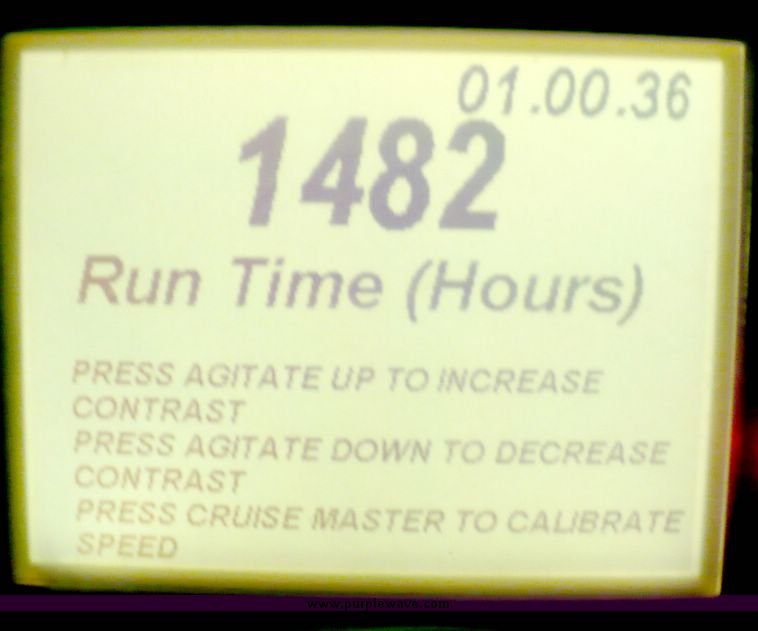 01.00.36
1482
Run Time (Hours)
PRESS AGITATE UP TO INCREASE
CONTRAST
PRESS AGITATE DOWN TO DECREASE
CONTRAST
PRESS CRUISE MASTER TO CALIBRATE
SPEED
www.purplewave.com